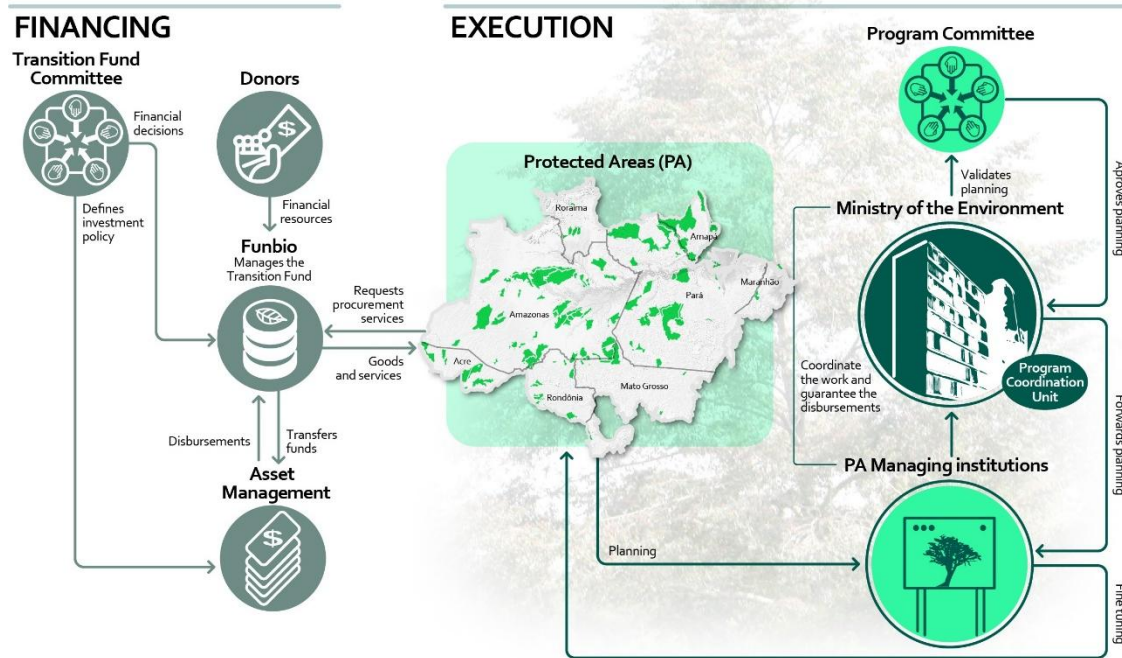 FINANCING
Transition Fund
Committee
Financial
decisions
Defines
investment
policy
Donors
$
Financial
resources
Funbio
Manages the
Transition Fund
Requests
procurement
services
Goods
and services
Disbursements
Transfers
funds
Asset
Management
$
EXECUTION
Protected Areas (PA)
Roraima
Amapá
Amazonas
Pará
Maranhão
Acre
Rondônia
Mato Grosso
Planning
Program Committee
Validates
planning
Aproves planning
Ministry of the Environment
Program
Coordination
Unit
Coordinate
the work and
guarantee the
disbursements
Forwards planning
PA Managing institutions
Fine tuning